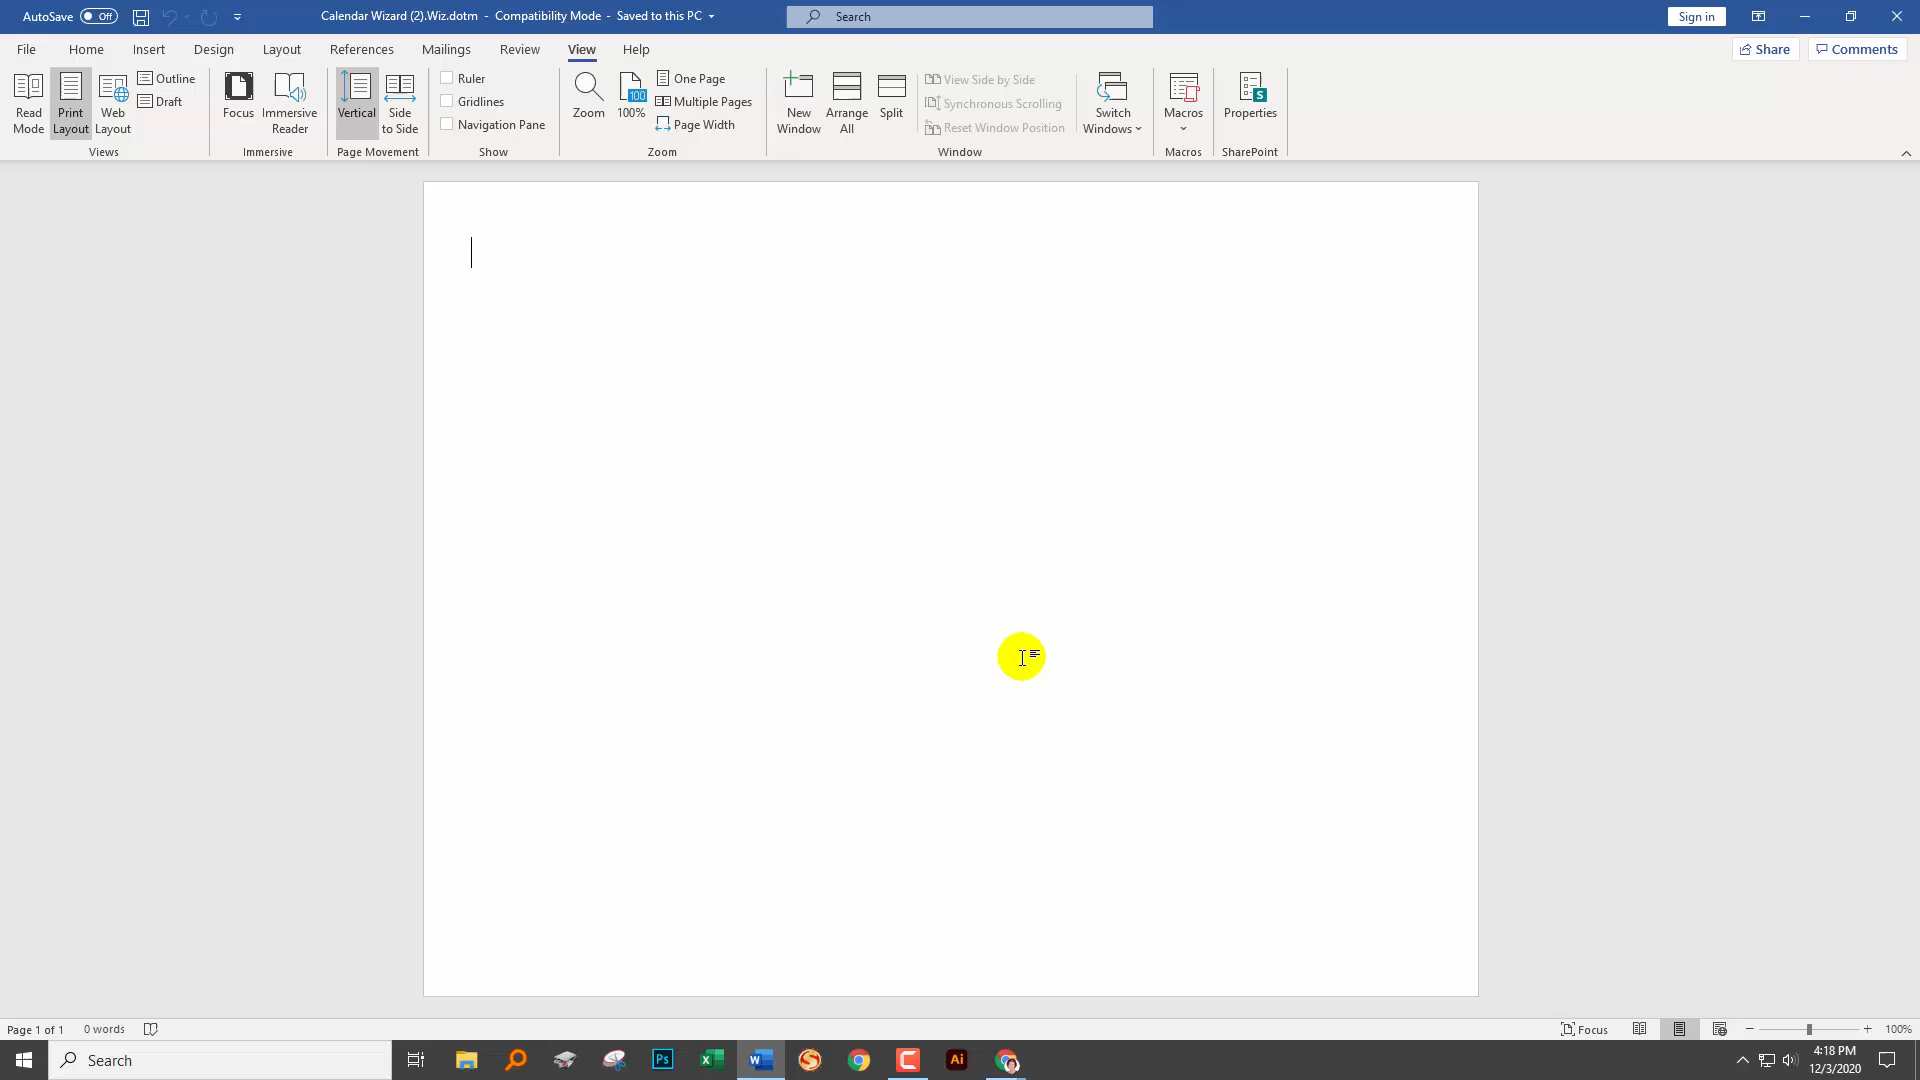 AutoSave Off Calendar Wizard (2).Wiz.dotm - Compatibility Mode - Saved to this PC Search Sign in
File Home Insert Design Layout References Mailings Review View Help Share Comments
Read Mode
Print Layout
Web Layout
Outline
Draft
Views
Focus
Immersive Reader
Immersive
Vertical
Side to Side
Page Movement
Ruler
Gridlines
Navigation Pane
Show
Zoom
100
100%
One Page
Multiple Pages
Page Width
Zoom
New Window
Arrange All
Split
View Side by Side
Synchronous Scrolling
Reset Window Position
Window
Switch Windows
Macros
Macros
S
Properties
SharePoint
Page 1 of 1 0 words Focus 100%
Search Ps X W S C Ai
4:18 PM
12/3/2020